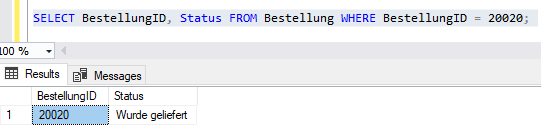 SELECT BestellungID, Status FROM Bestellung WHERE BestellungID = 20020;
100 %
Results Messages
BestellungID Status
1 20020 Wurde geliefert